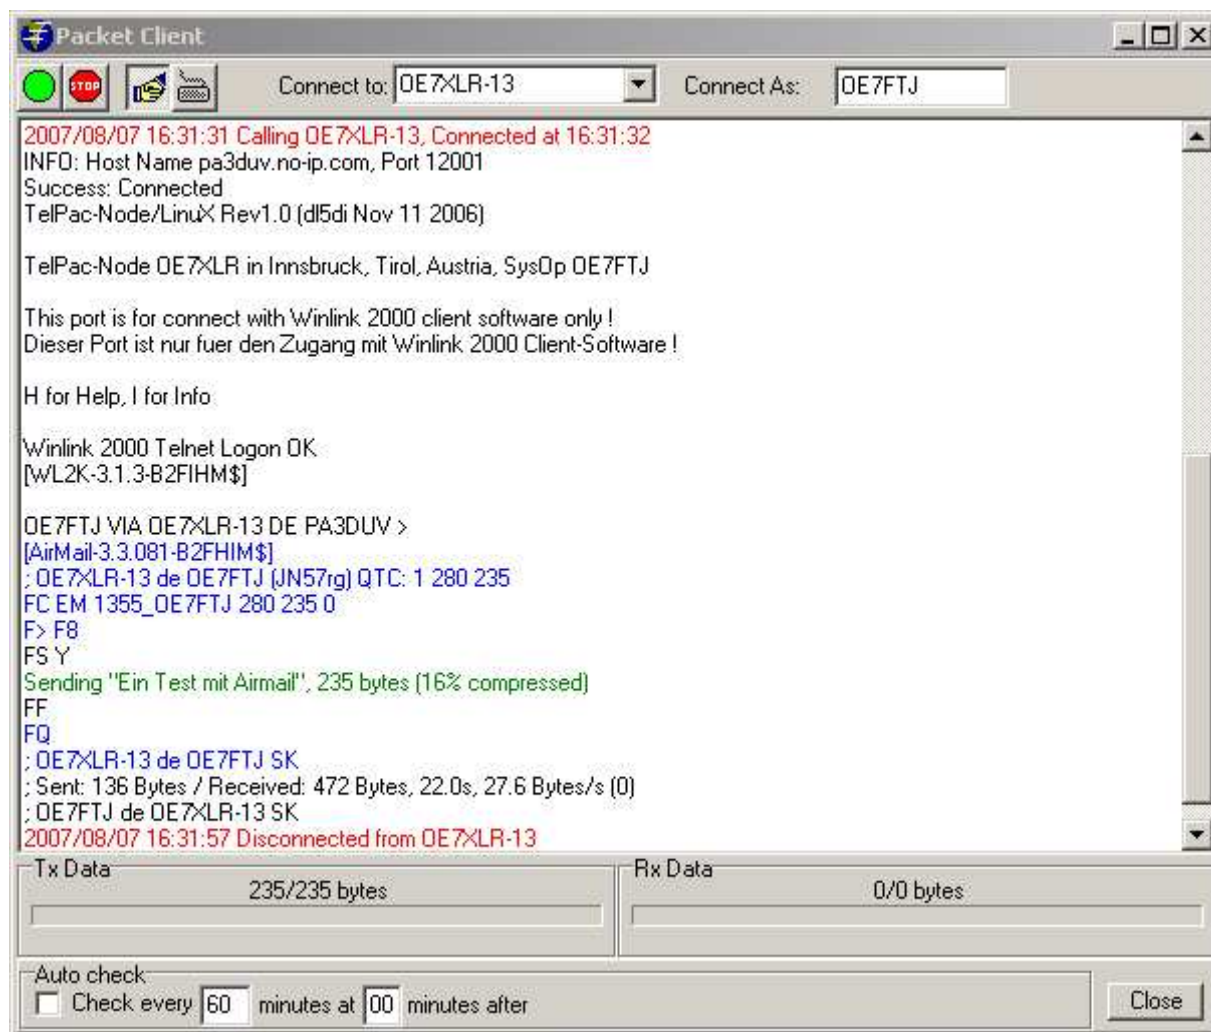 Packet Client
STOP
Connect to: OE7XLR-13 Connect As: OE7FTJ
2007/08/07 16:31:31 Calling OE7XLR-13, Connected at 16:31:32
INFO: Host Name pa3duv.no-ip.com, Port 12001
Success: Connected
TelPac-Node/LinuX Rev1.0 (dl5di Nov 11 2006)
TelPac-Node OE7XLR in Innsbruck, Tirol, Austria, SysOp OE7FTJ
This port is for connect with Winlink 2000 client software only !
Dieser Port ist nur fuer den Zugang mit Winlink 2000 Client-Software !
H for Help, I for Info
Winlink 2000 Telnet Logon OK
[WL2K-3.1.3-B2FIHM$]
OE7FTJ VIA OE7XLR-13 DE PA3DUV >
[AirMail-3.3.081-B2FHIM$]
; OE7XLR-13 de OE7FTJ (JN57rg) QTC: 1 280 235
FC EM 1355_OE7FTJ 280 235 0
F> F8
FS Y
Sending "Ein Test mit Airmail", 235 bytes (16% compressed)
FF
FQ
; OE7XLR-13 de OE7FTJ SK
; Sent: 136 Bytes / Received: 472 Bytes, 22.0s, 27.6 Bytes/s (0)
; OE7FTJ de OE7XLR-13 SK
2007/08/07 16:31:57 Disconnected from OE7XLR-13
Tx Data
235/235 bytes
Rx Data
0/0 bytes
Auto check
Check every 60 minutes at 00 minutes after
Close